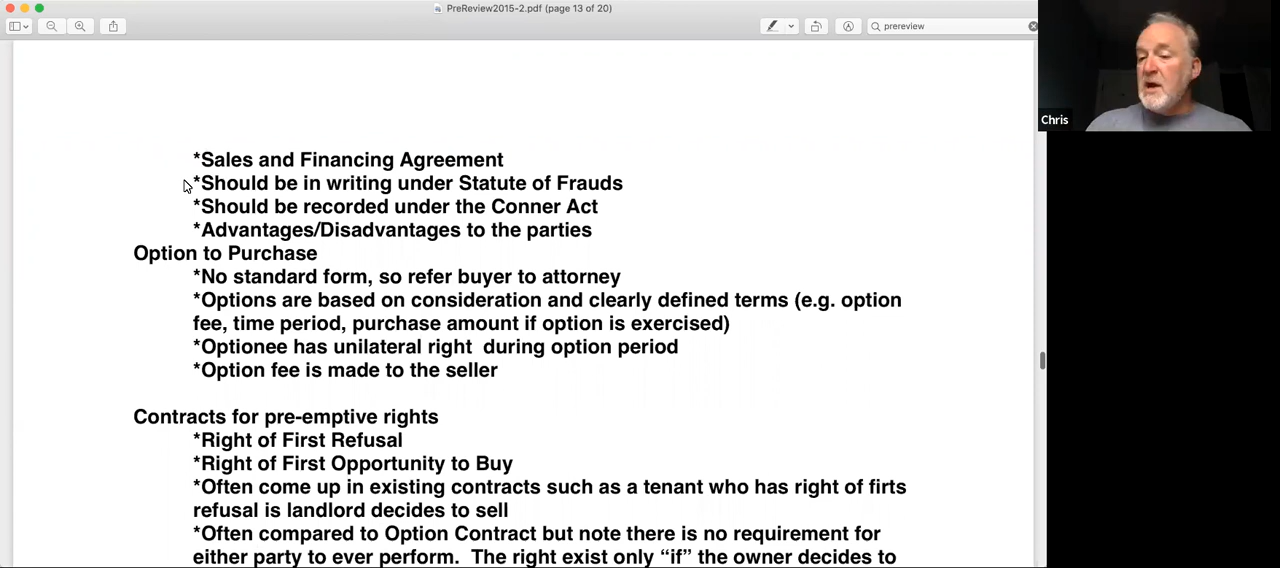 PreReview2015-2.pdf (page 13 of 20)
prereview
Chris
*Sales and Financing Agreement
*Should be in writing under Statute of Frauds
*Should be recorded under the Conner Act
*Advantages/Disadvantages to the parties
Option to Purchase
*No standard form, so refer buyer to attorney
*Options are based on consideration and clearly defined terms (e.g. option
fee, time period, purchase amount if option is exercised)
*Optionee has unilateral right during option period
*Option fee is made to the seller
Contracts for pre-emptive rights
*Right of First Refusal
*Right of First Opportunity to Buy
*Often come up in existing contracts such as a tenant who has right of firts
refusal is landlord decides to sell
*Often compared to Option Contract but note there is no requirement for
either party to ever perform. The right exist only “if” the owner decides to